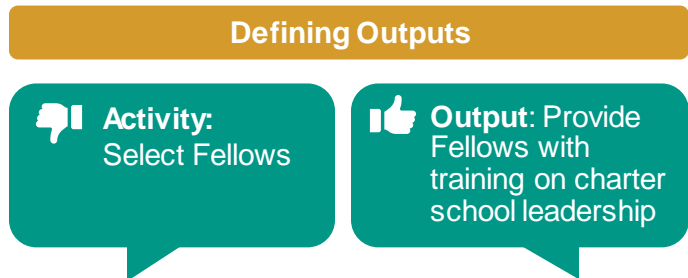 Defining Outputs
Activity:
Select Fellows
Output: Provide
Fellows with
training on charter
school leadership